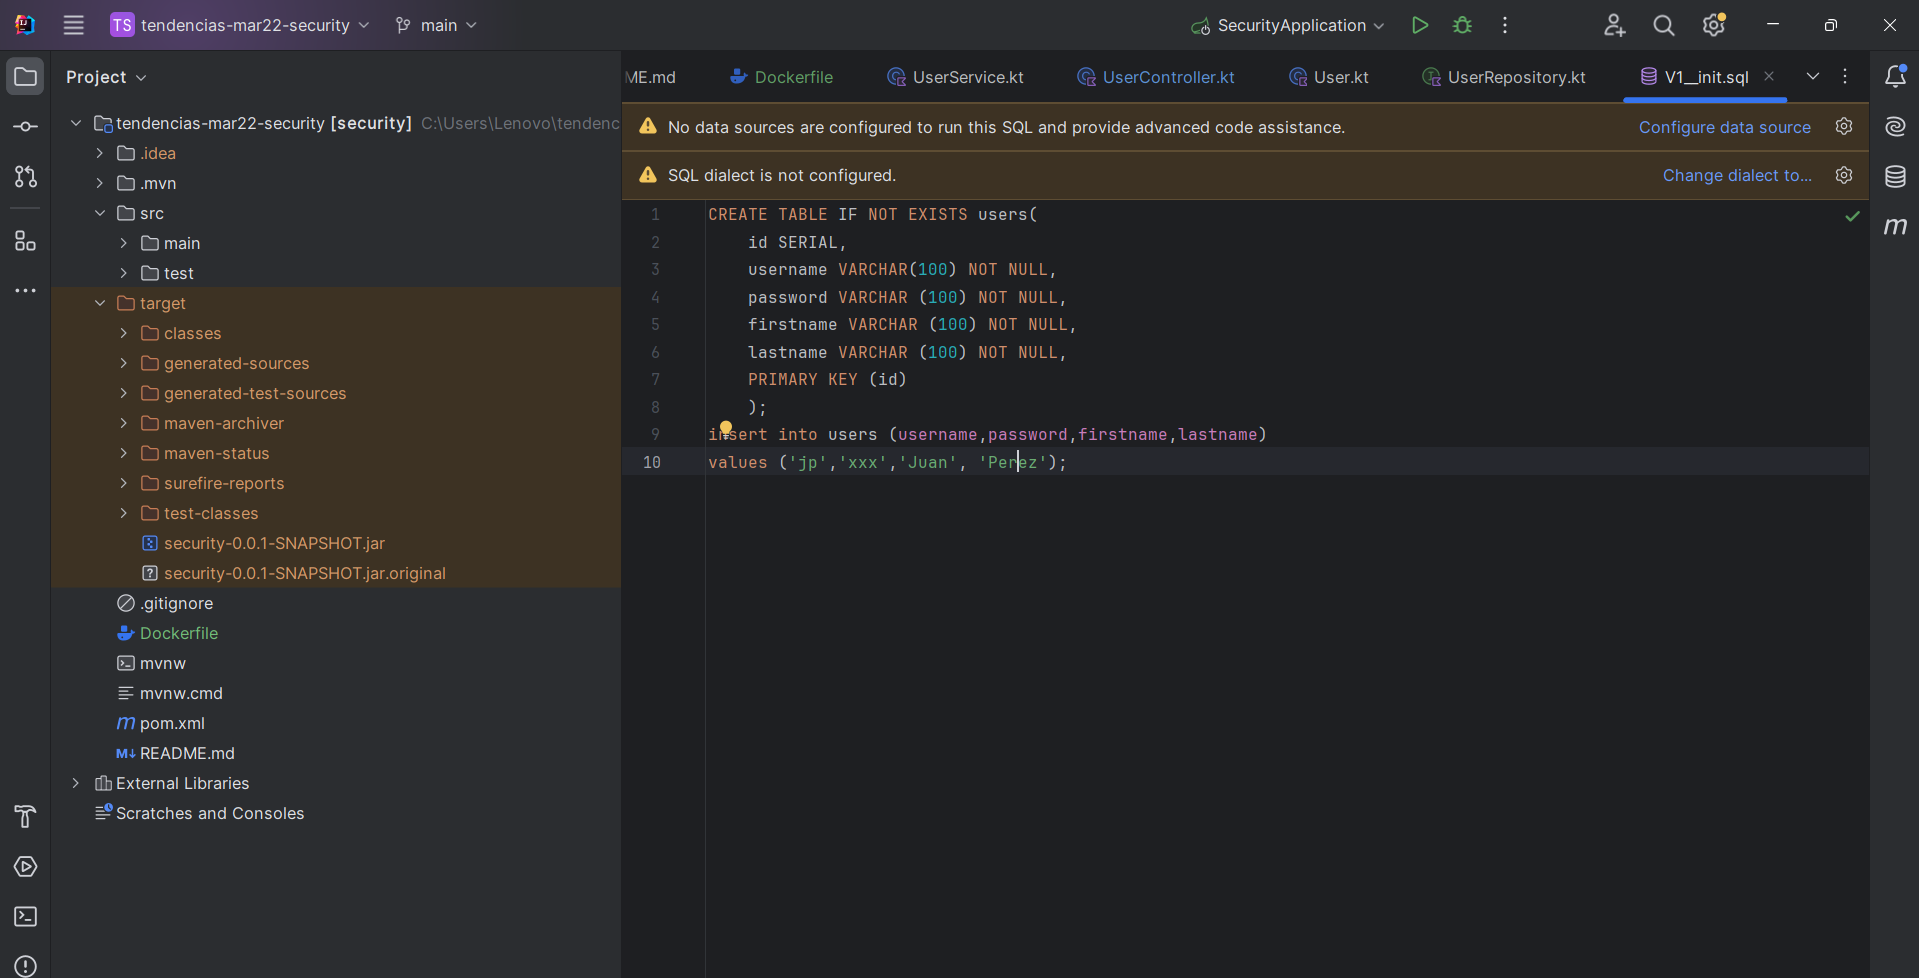 TS tendencias-mar22-security main SecurityApplication
Project
tendencias-mar22-security [security] C:\Users\Lenovo\tendenc
.idea
.mvn
src
main
test
target
classes
generated-sources
generated-test-sources
maven-archiver
maven-status
surefire-reports
test-classes
security-0.0.1-SNAPSHOT.jar
security-0.0.1-SNAPSHOT.jar.original
.gitignore
Dockerfile
mvnw
mvnw.cmd
pom.xml
README.md
External Libraries
Scratches and Consoles
ME.md Dockerfile UserService.kt UserController.kt User.kt UserRepository.kt V1__init.sql
No data sources are configured to run this SQL and provide advanced code assistance. Configure data source
SQL dialect is not configured. Change dialect to...
1 CREATE TABLE IF NOT EXISTS users(
2 id SERIAL,
3 username VARCHAR(100) NOT NULL,
4 password VARCHAR (100) NOT NULL,
5 firstname VARCHAR (100) NOT NULL,
6 lastname VARCHAR (100) NOT NULL,
7 PRIMARY KEY (id)
8 );
9 insert into users (username,password,firstname,lastname)
10 values ('jp','xxx','Juan', 'Perez');